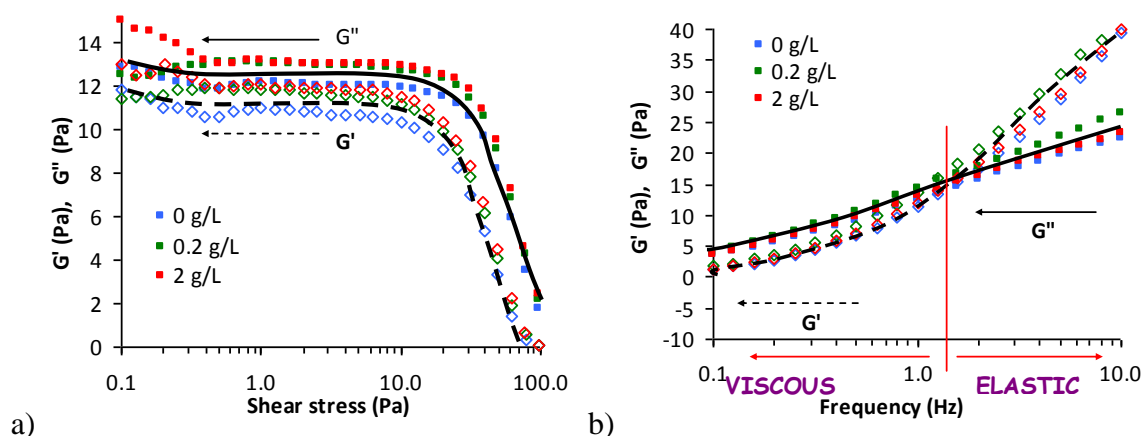 G' (Pa), G'' (Pa)
14
12
10
8
6
4
2
0
G''
G'
0 g/L
0.2 g/L
2 g/L
0.1
1.0
10.0
100.0
Shear stress (Pa)
a)
G' (Pa), G'' (Pa)
40
35
30
25
20
15
10
5
0
-5
-10
0 g/L
0.2 g/L
2 g/L
G''
G'
0.1
1.0
10.0
VISCOUS
ELASTIC
Frequency (Hz)
b)